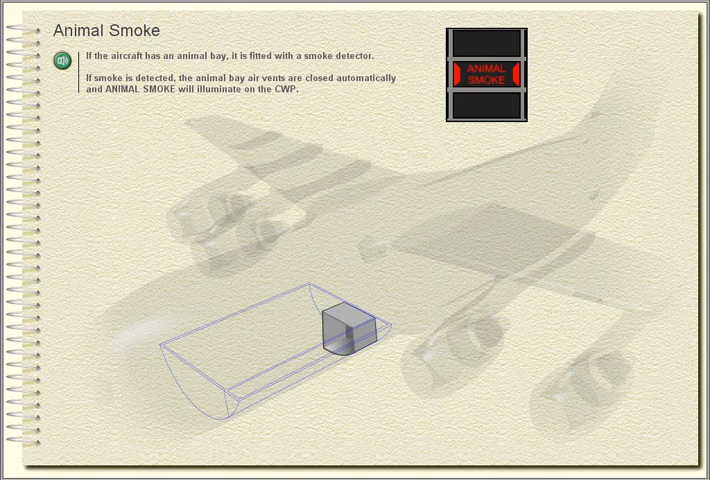 Animal Smoke
If the aircraft has an animal bay, it is fitted with a smoke detector.
If smoke is detected, the animal bay air vents are closed automatically
and ANIMAL SMOKE will illuminate on the CWP.
ANIMAL
SMOKE